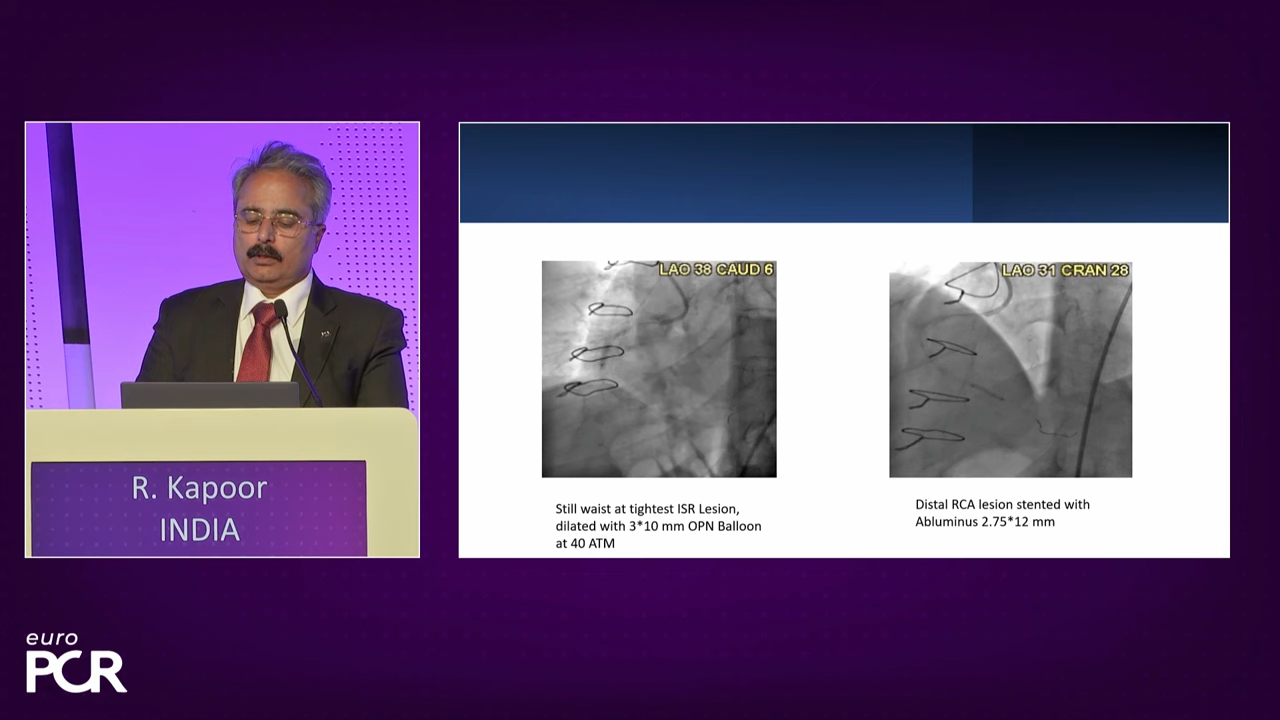 R. Kapoor
INDIA
euro
PCR
LAO 38 CAUD 6
LAO 31 CRAN 28
Still waist at tightest ISR Lesion,
dilated with 3*10 mm OPN Balloon
at 40 ATM
Distal RCA lesion stented with
Abluminus 2.75*12 mm